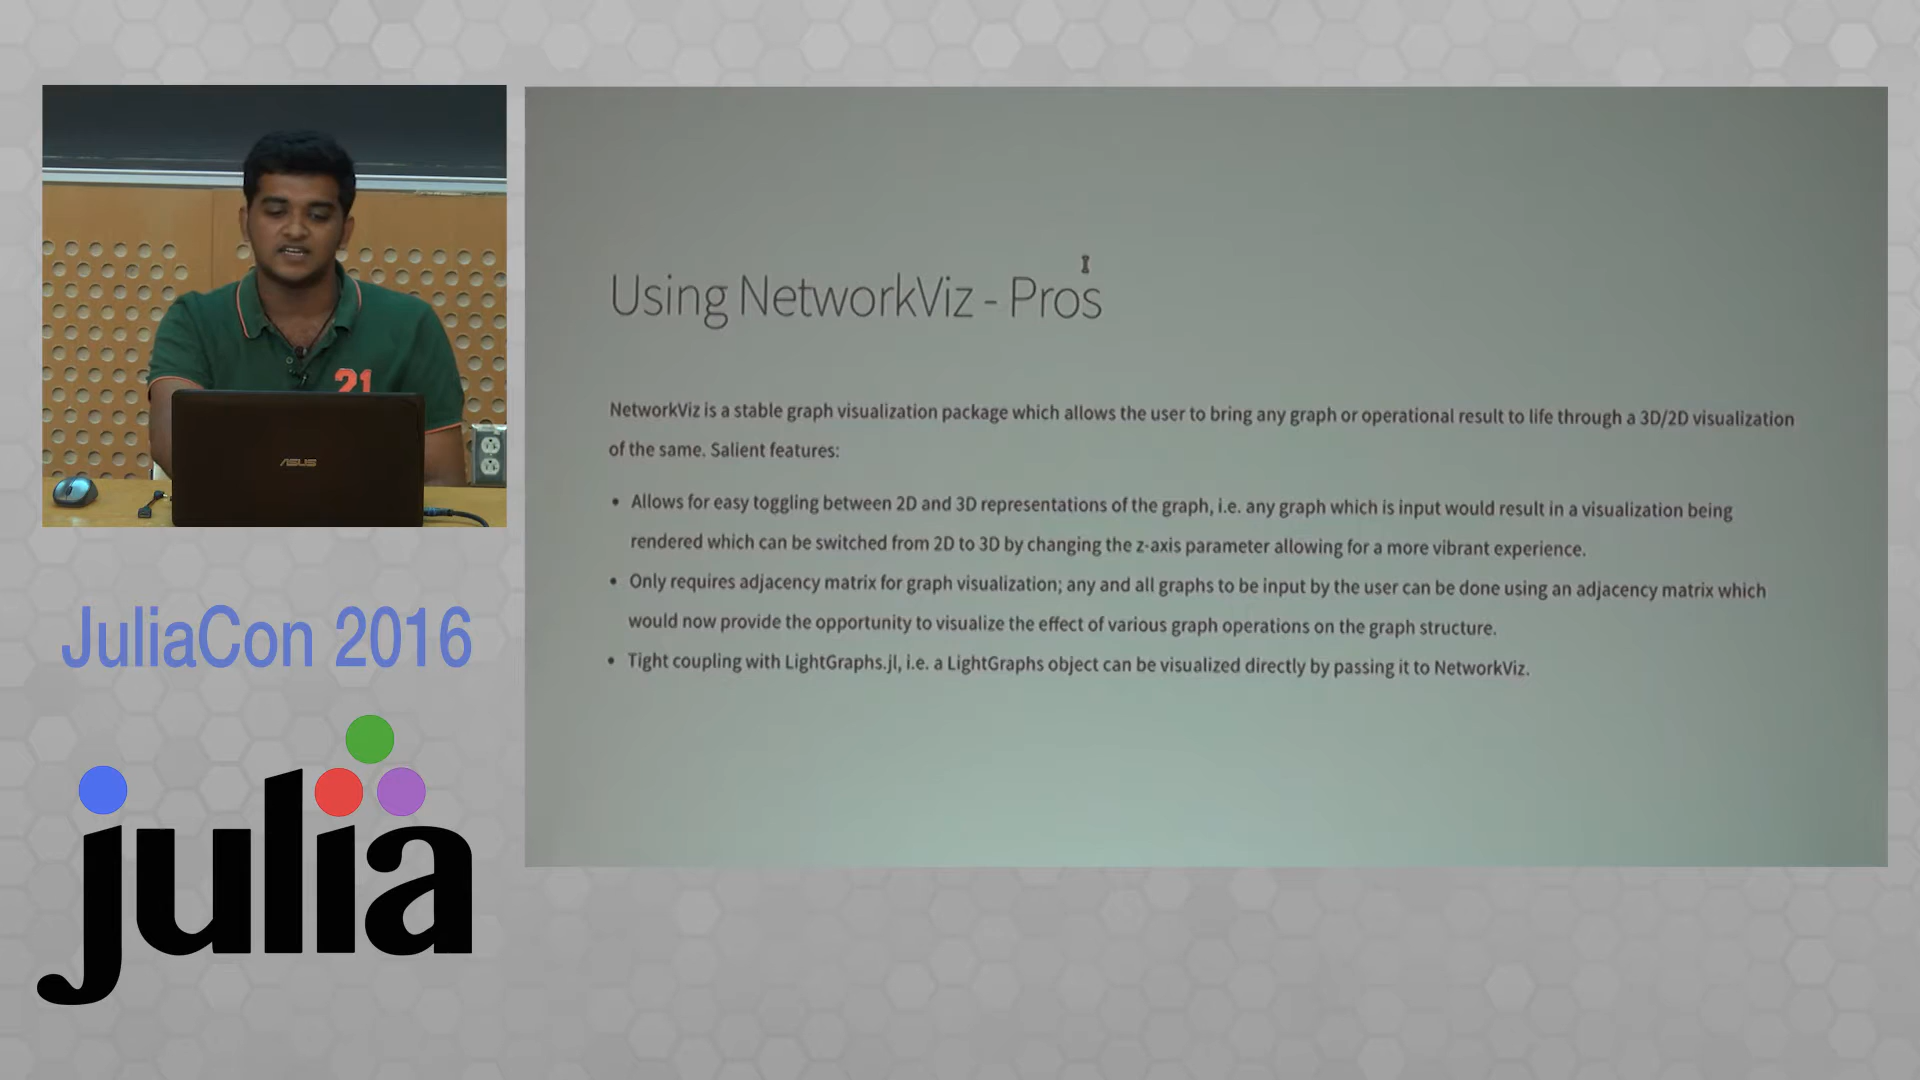 21
ASUS
JuliaCon 2016
julia
Using NetworkViz - Pros
NetworkViz is a stable graph visualization package which allows the user to bring any graph or operational result to life through a 3D/2D visualization
of the same. Salient features:
• Allows for easy toggling between 2D and 3D representations of the graph, i.e. any graph which is input would result in a visualization being
rendered which can be switched from 2D to 3D by changing the z-axis parameter allowing for a more vibrant experience.
• Only requires adjacency matrix for graph visualization; any and all graphs to be input by the user can be done using an adjacency matrix which
would now provide the opportunity to visualize the effect of various graph operations on the graph structure.
• Tight coupling with LightGraphs.jl, i.e. a LightGraphs object can be visualized directly by passing it to NetworkViz.